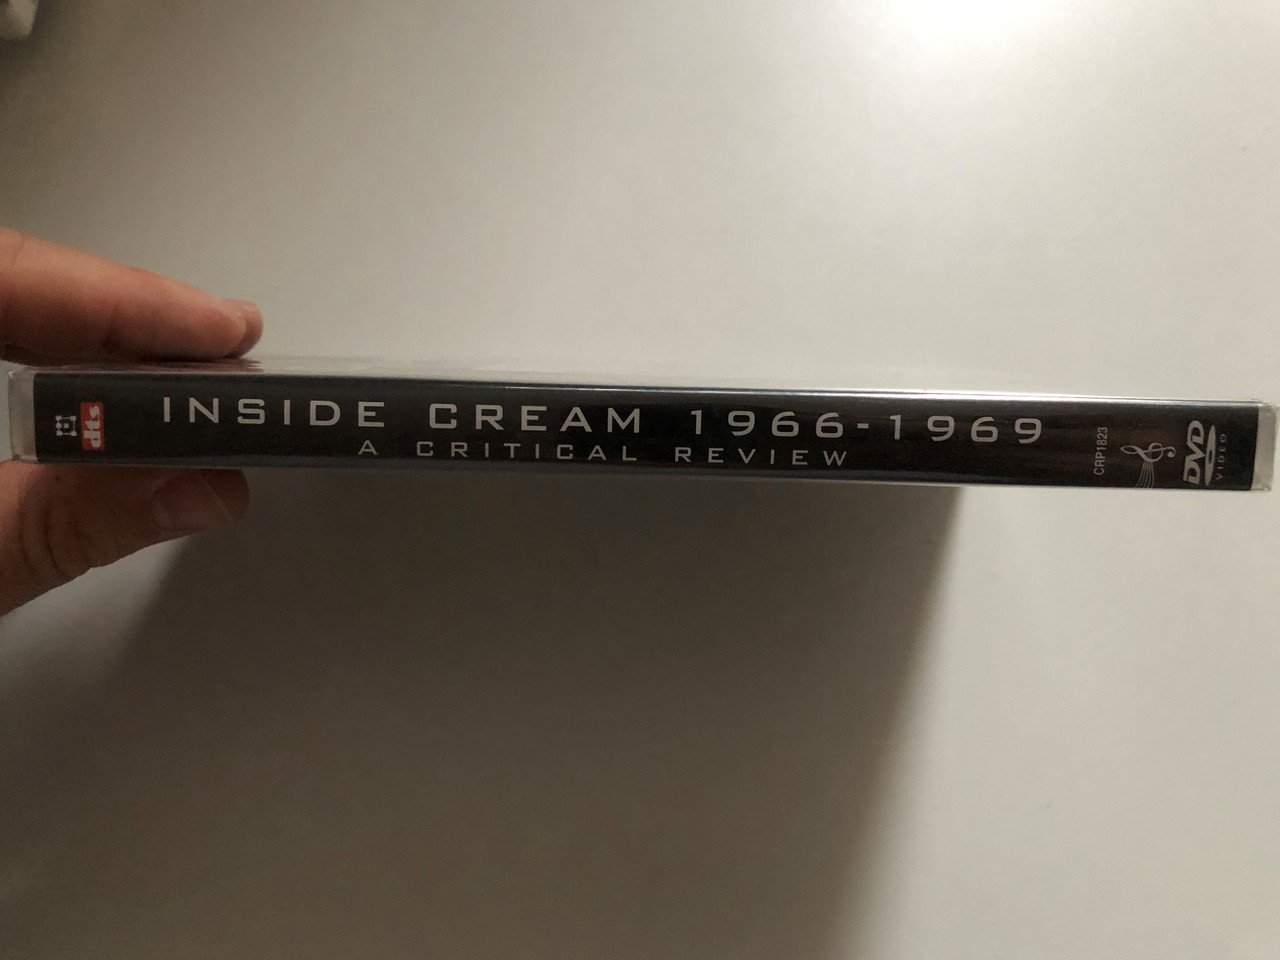 dts
INSIDE CREAM 1966-1969
A CRITICAL REVIEW
CRP1823
DVD
VIDEO